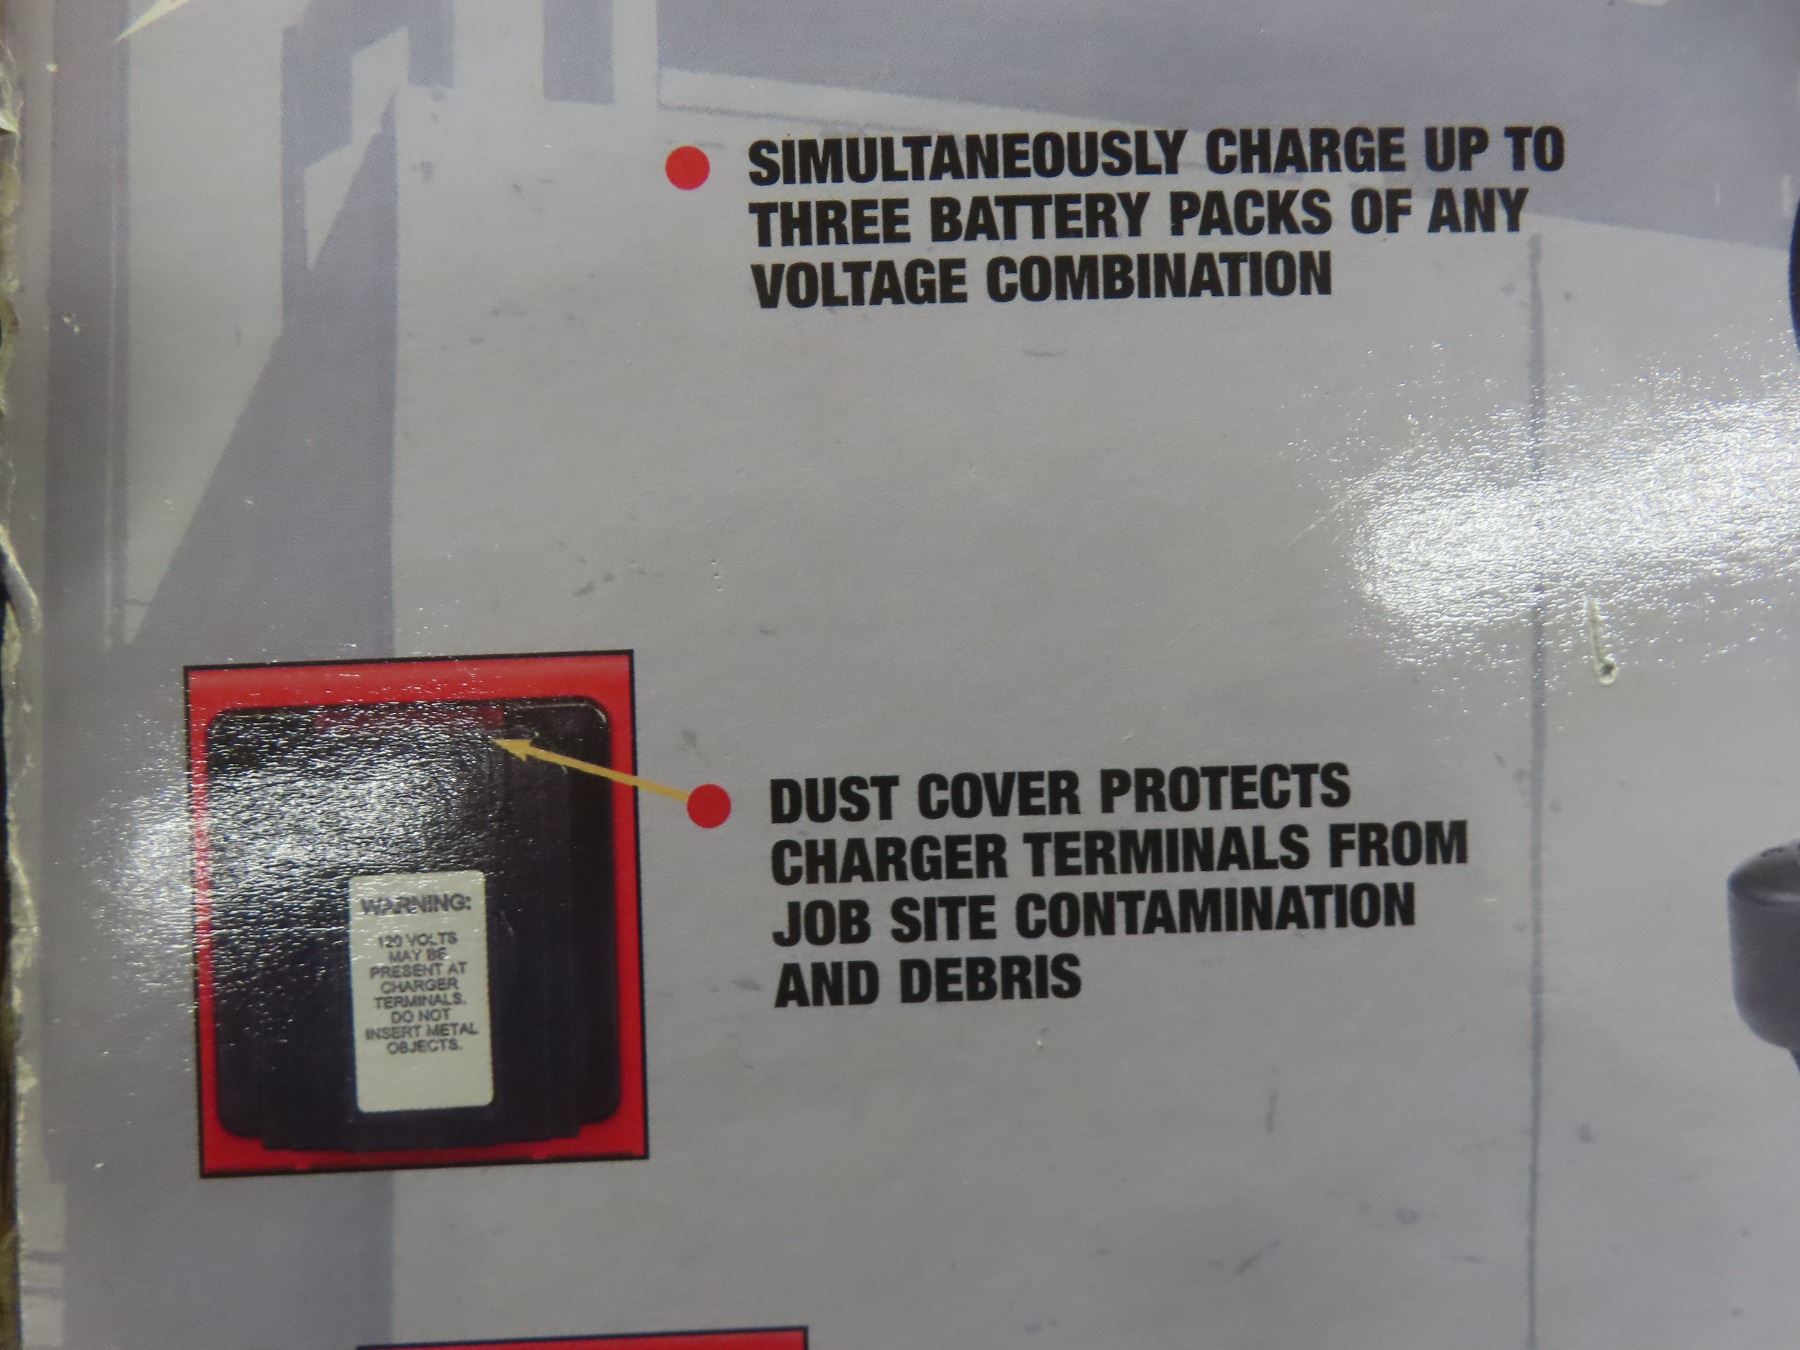 SIMULTANEOUSLY CHARGE UP TO
THREE BATTERY PACKS OF ANY
VOLTAGE COMBINATION
DUST COVER PROTECTS
CHARGER TERMINALS FROM
JOB SITE CONTAMINATION
AND DEBRIS
WARNING:
120 VOLTS
MAY BE
PRESENT AT
CHARGER
TERMINALS.
DO NOT
INSERT METAL
OBJECTS.